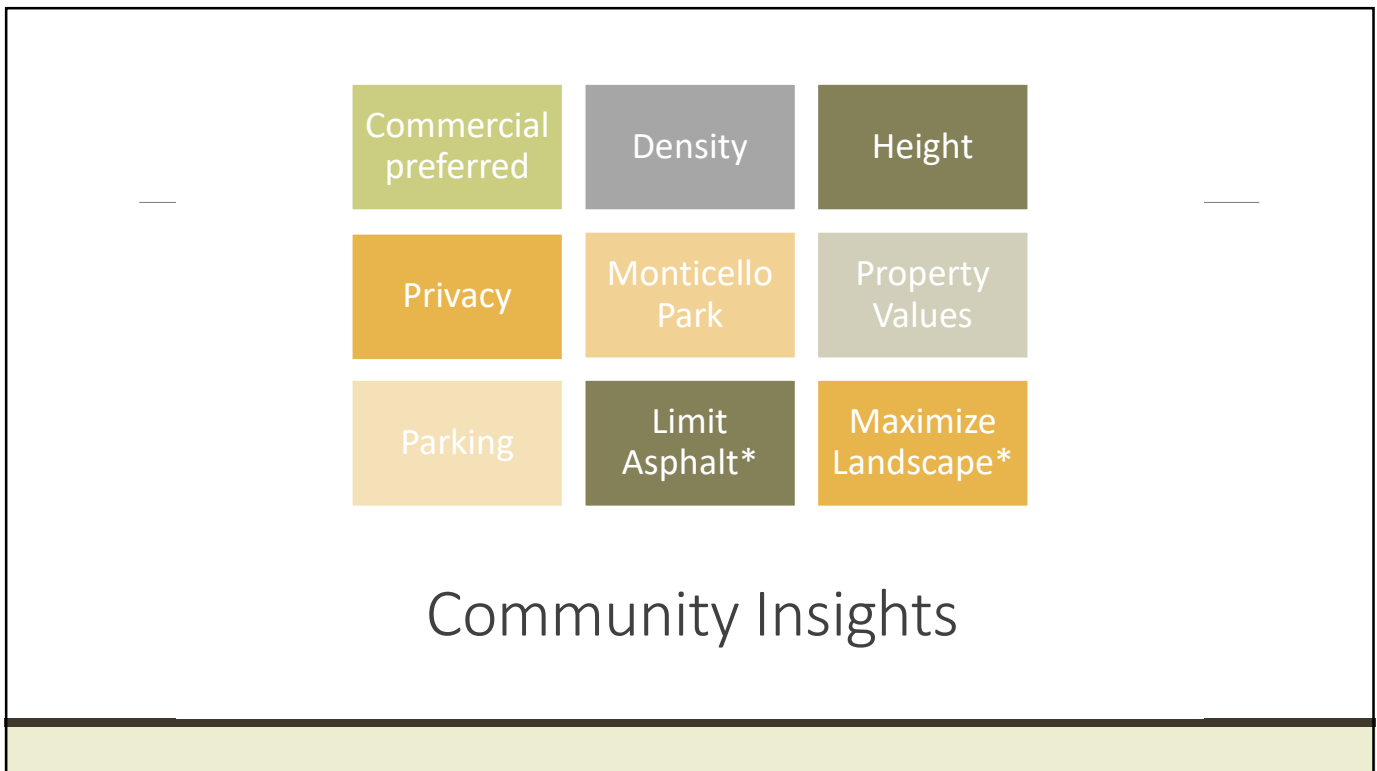 Commercial
preferred
Density
Height
Privacy
Monticello
Park
Property
Values
Parking
Limit
Asphalt*
Maximize
Landscape*
Community Insights